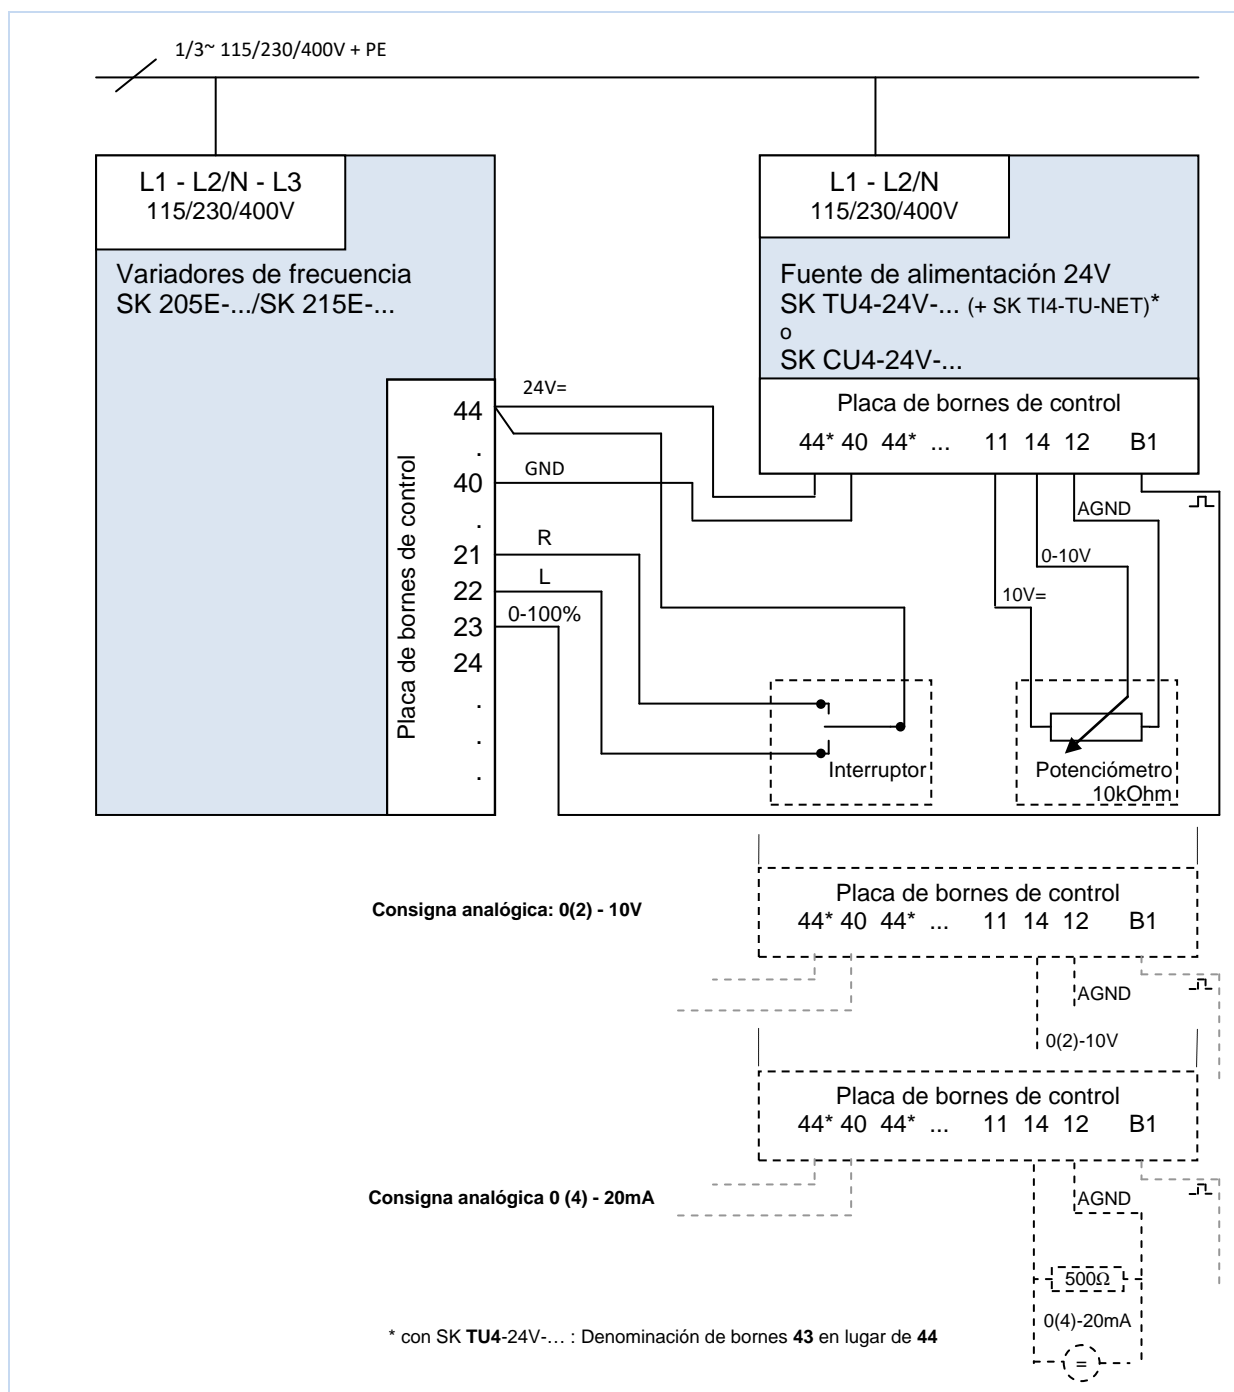 1/3~ 115/230/400V + PE
L1 - L2/N - L3
115/230/400V
Variadores de frecuencia
SK 205E-.../SK 215E-...
Placa de bornes de control
44
.
40
.
21
22
23
24
.
.
.
24V=
GND
R
L
0-100%
L1 - L2/N
115/230/400V
Fuente de alimentación 24V
SK TU4-24V-... (+ SK TI4-TU-NET)*
o
SK CU4-24V-...
Placa de bornes de control
44* 40 44* ... 11 14 12 B1
AGND
0-10V
10V=
Interruptor
Potenciómetro
10kOhm
Consigna analógica: 0(2) - 10V
Placa de bornes de control
44* 40 44* ... 11 14 12 B1
AGND
0(2)-10V
Placa de bornes de control
44* 40 44* ... 11 14 12 B1
Consigna analógica 0 (4) - 20mA
AGND
500Ω
0(4)-20mA
=
* con SK TU4-24V-... : Denominación de bornes 43 en lugar de 44